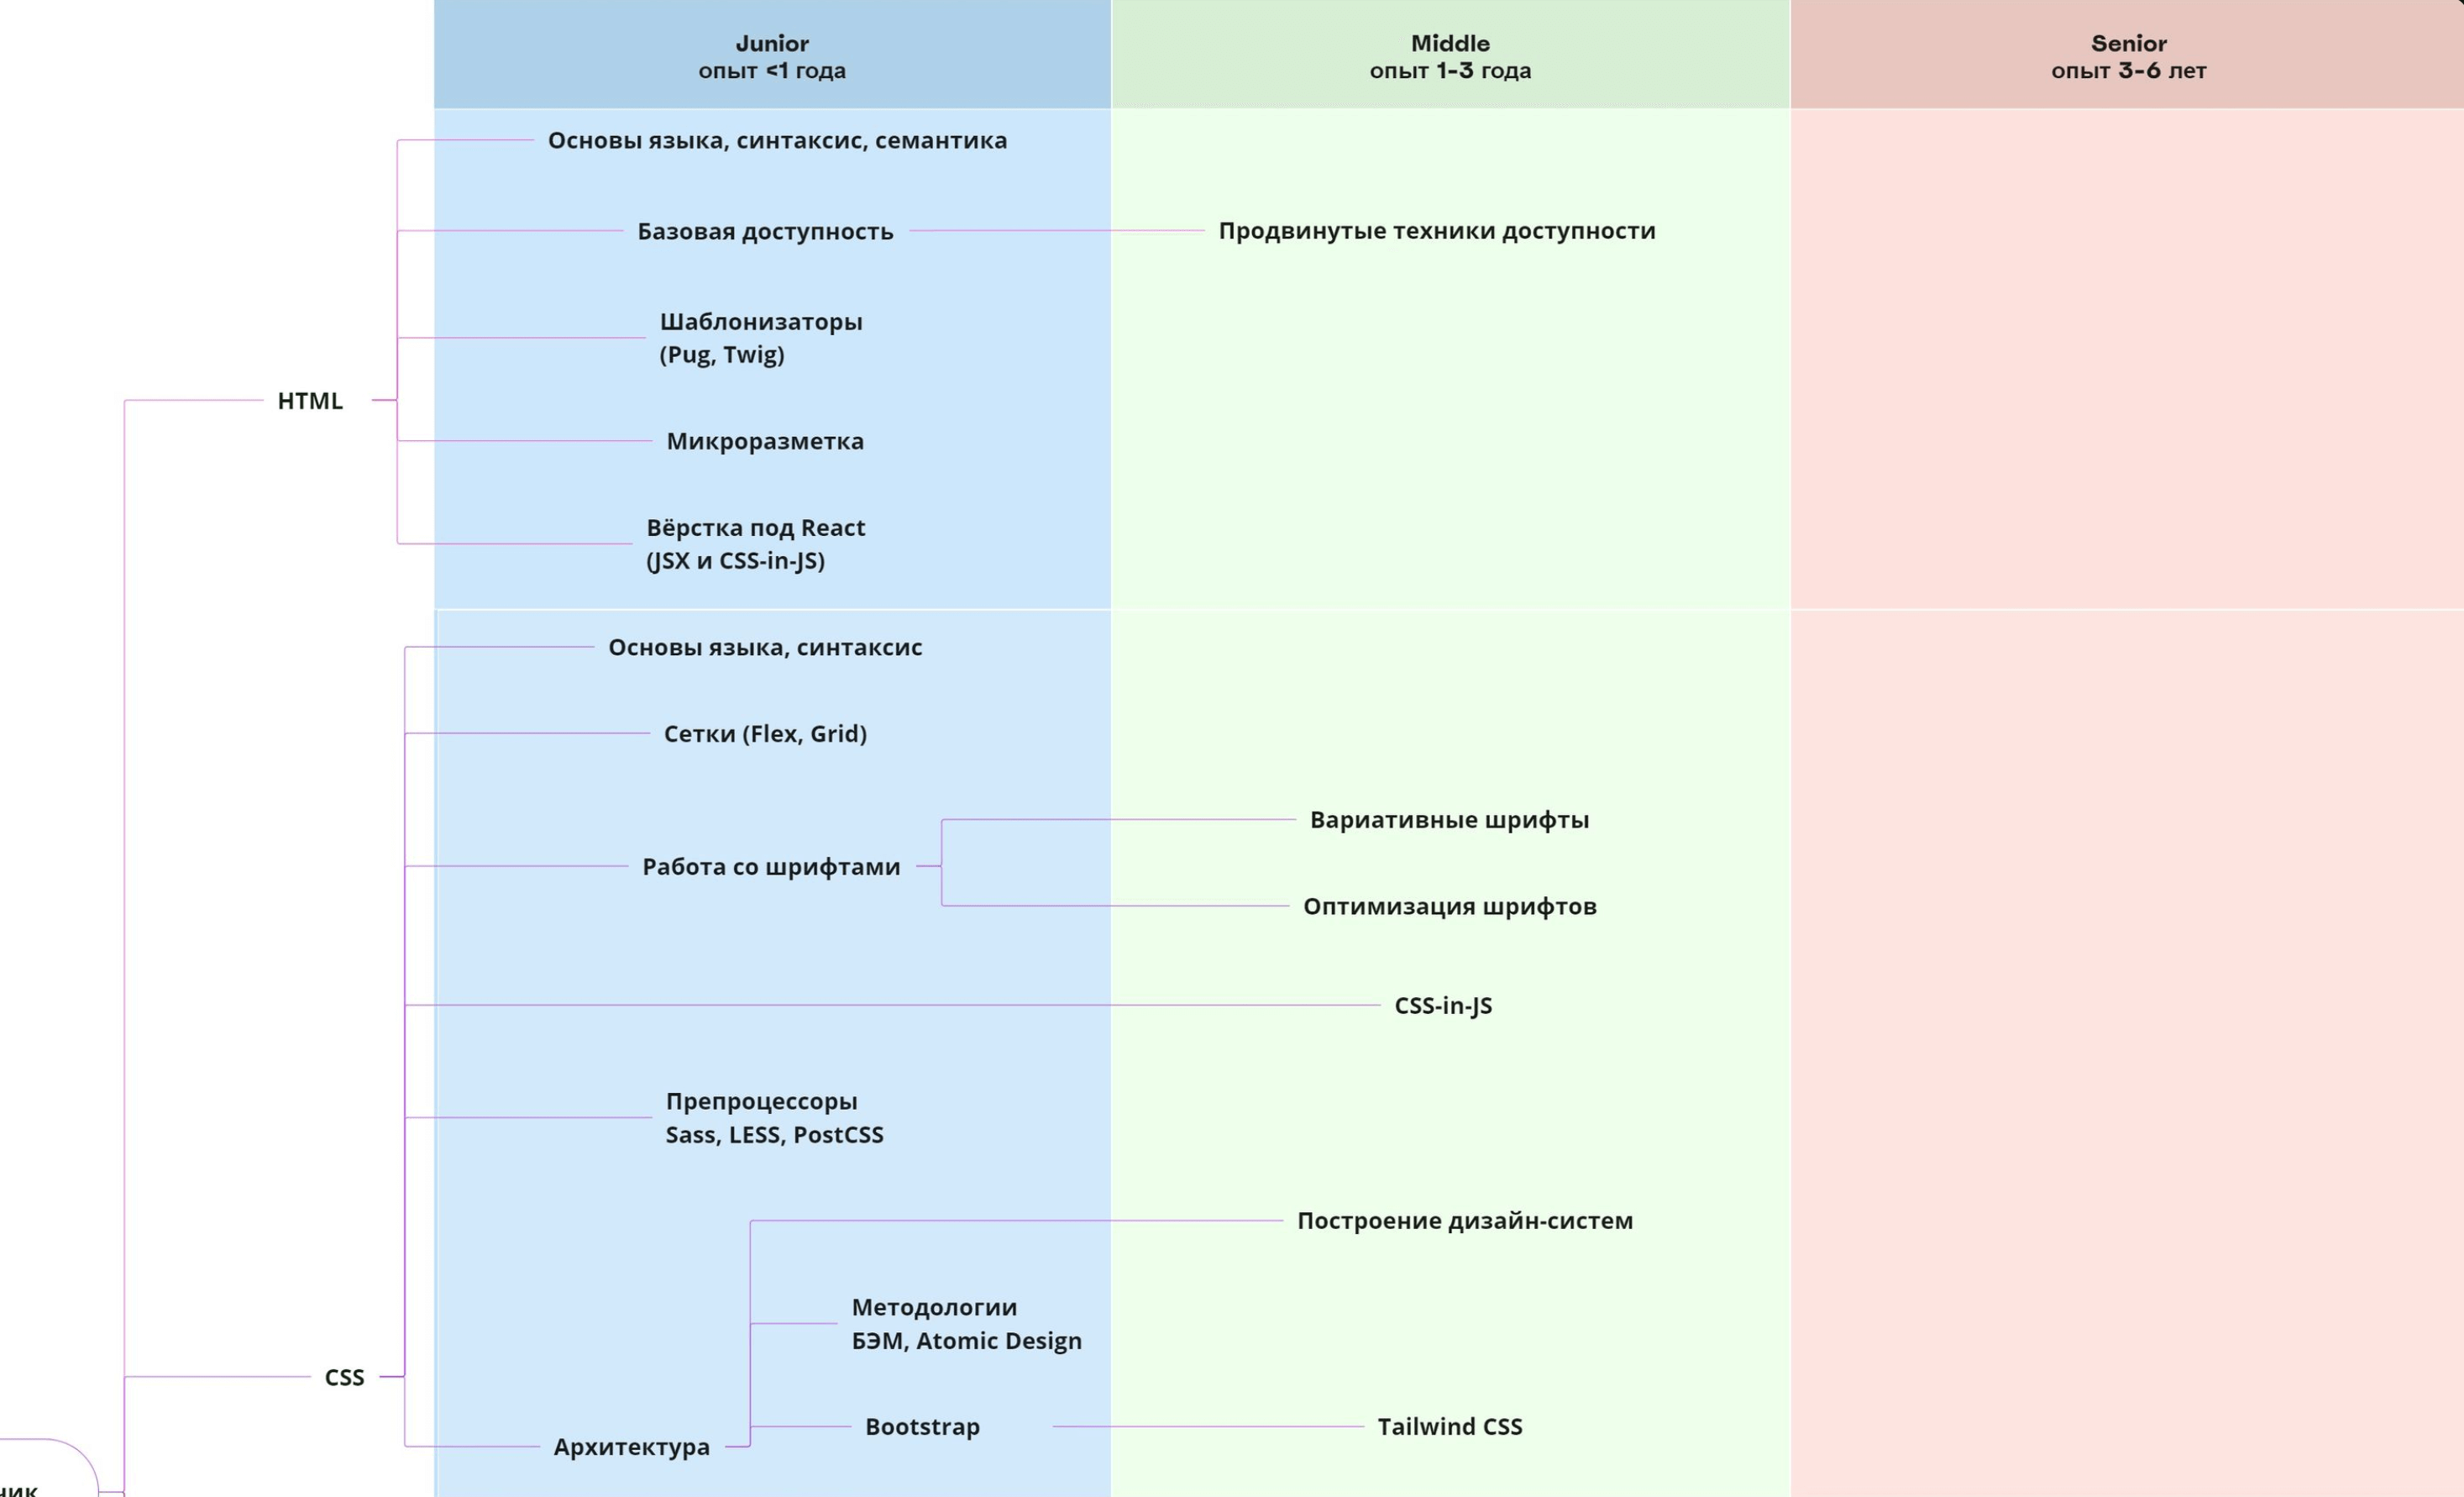 Junior
опыт <1 года
Middle
опыт 1-3 года
Senior
опыт 3-6 лет
Основы языка, синтаксис, семантика
Базовая доступность
Продвинутые техники доступности
Шаблонизаторы
(Pug, Twig)
HTML
Микроразметка
Вёрстка под React
(JSX и CSS-in-JS)
Основы языка, синтаксис
Сетки (Flex, Grid)
Вариативные шрифты
Работа со шрифтами
Оптимизация шрифтов
CSS-in-JS
Препроцессоры
Sass, LESS, PostCSS
Построение дизайн-систем
Методологии
БЭМ, Atomic Design
CSS
Bootstrap
Tailwind CSS
Архитектура